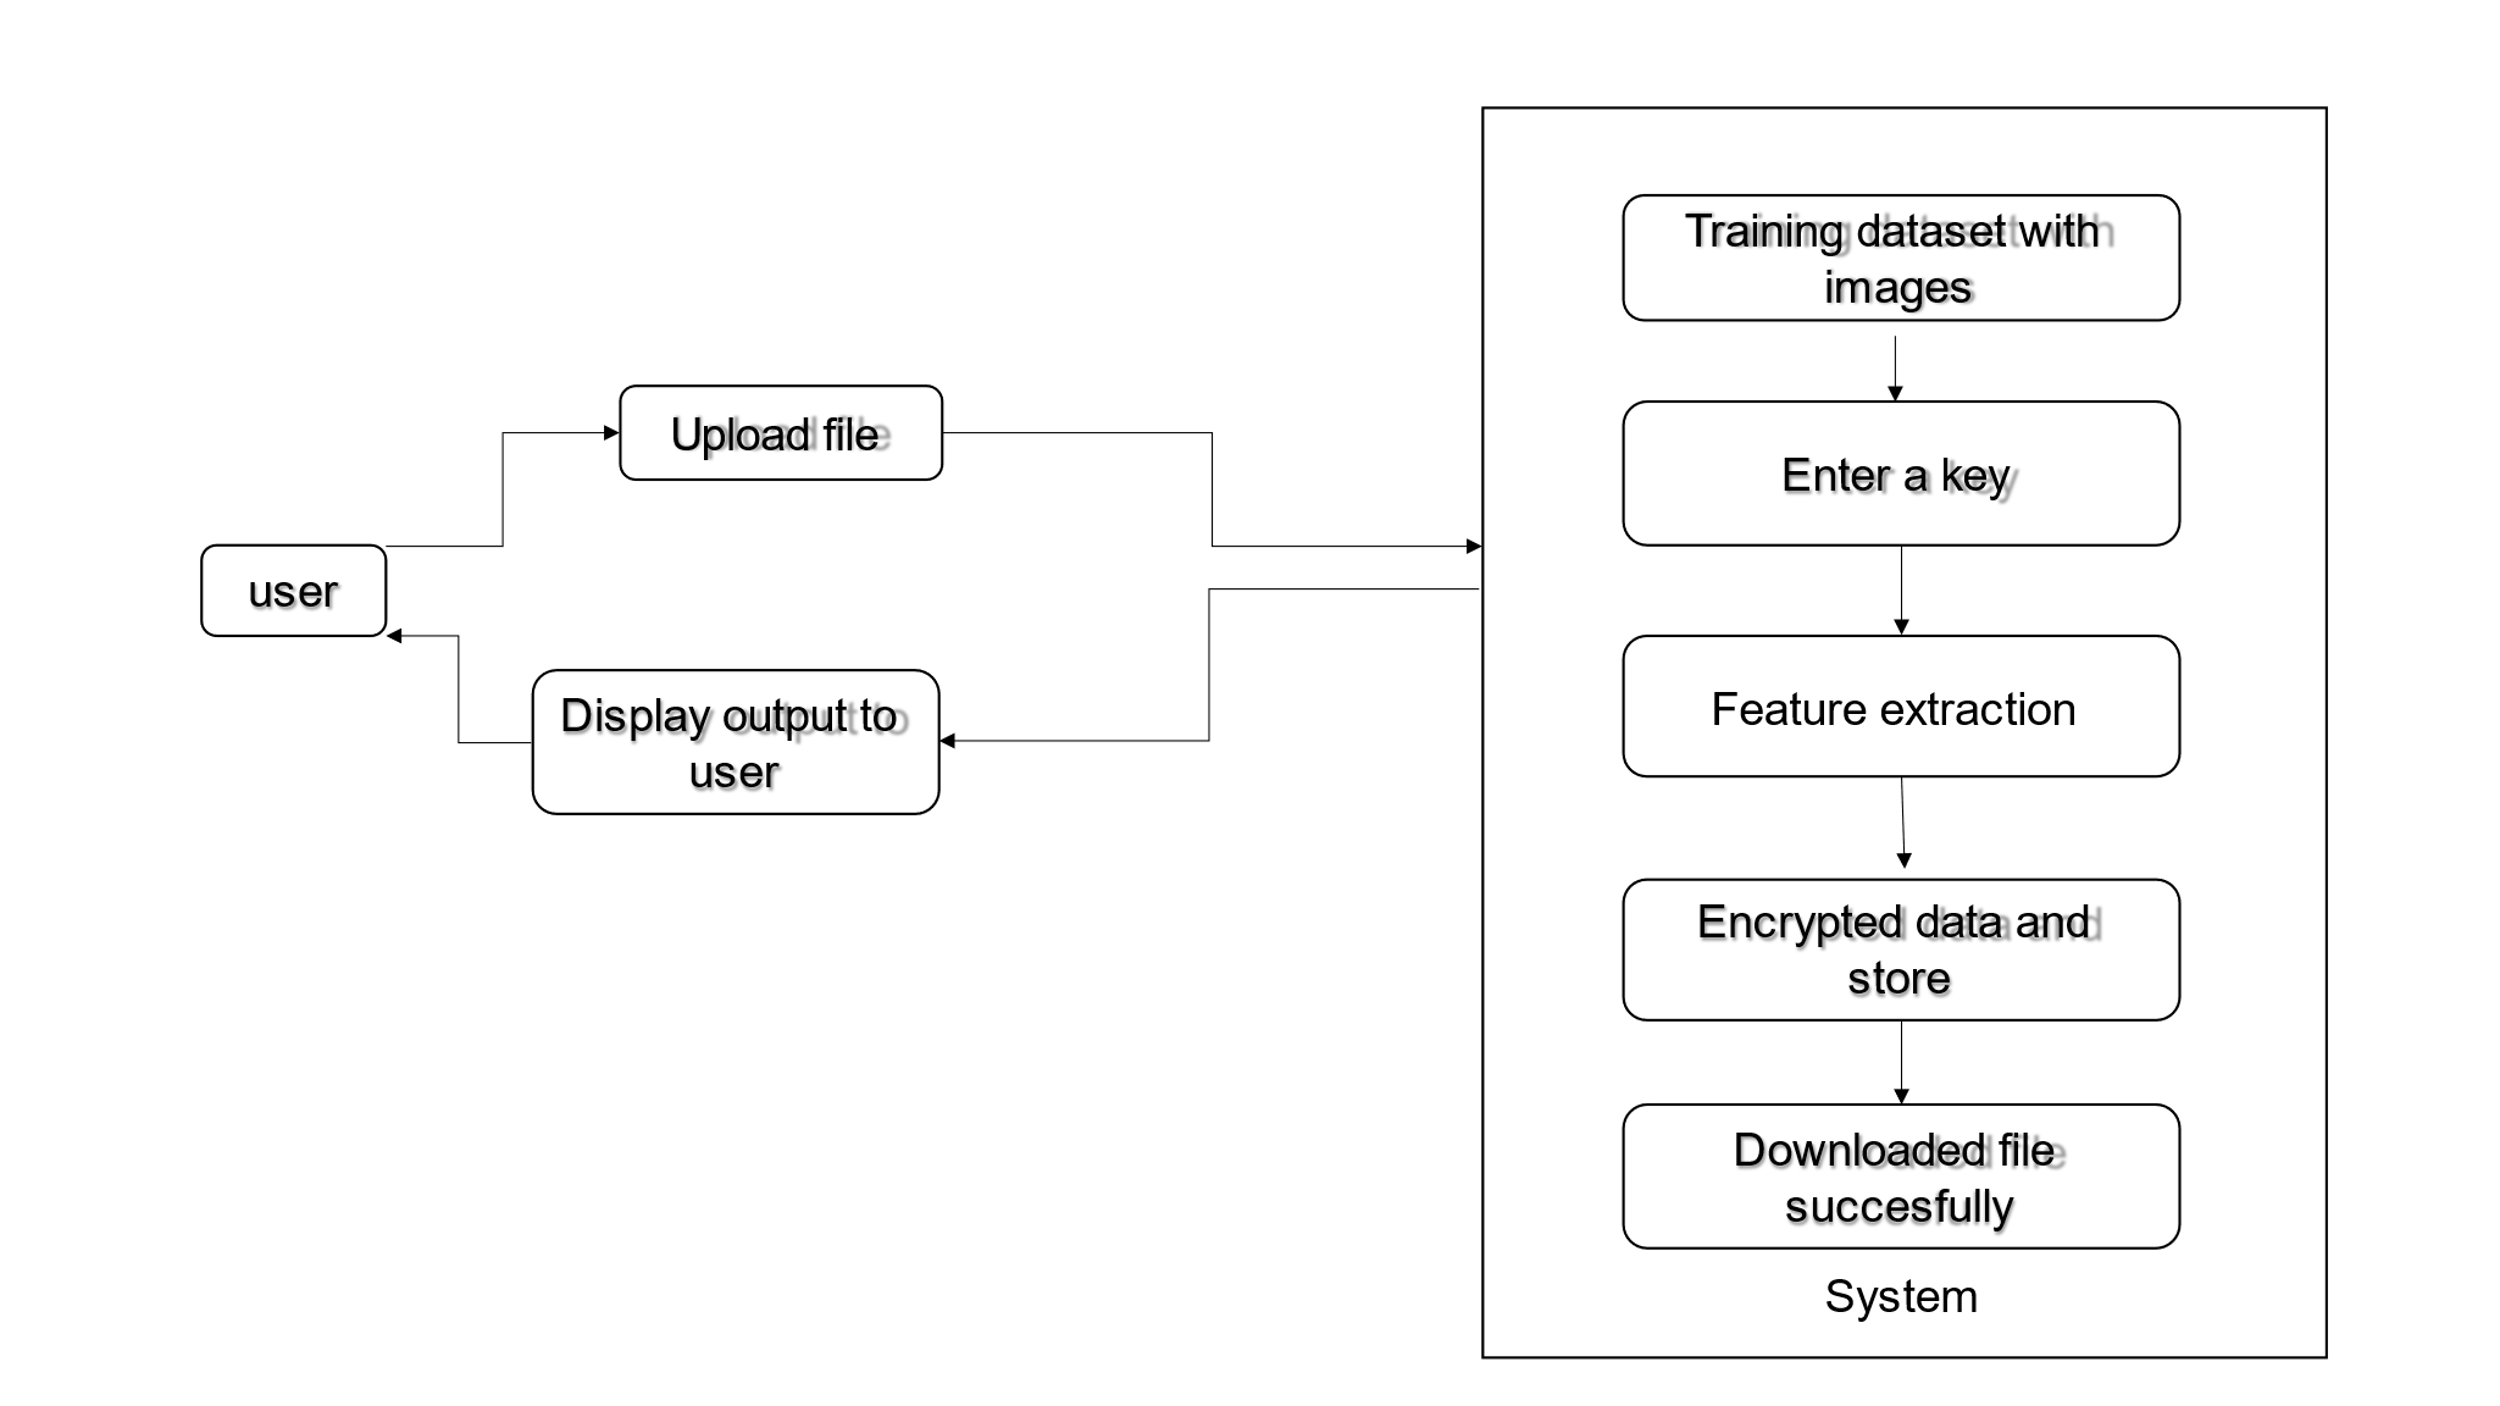 user
Upload file
Display output to
user
Training dataset with
images
Enter a key
Feature extraction
Encrypted data and
store
Downloaded file
succesfully
System